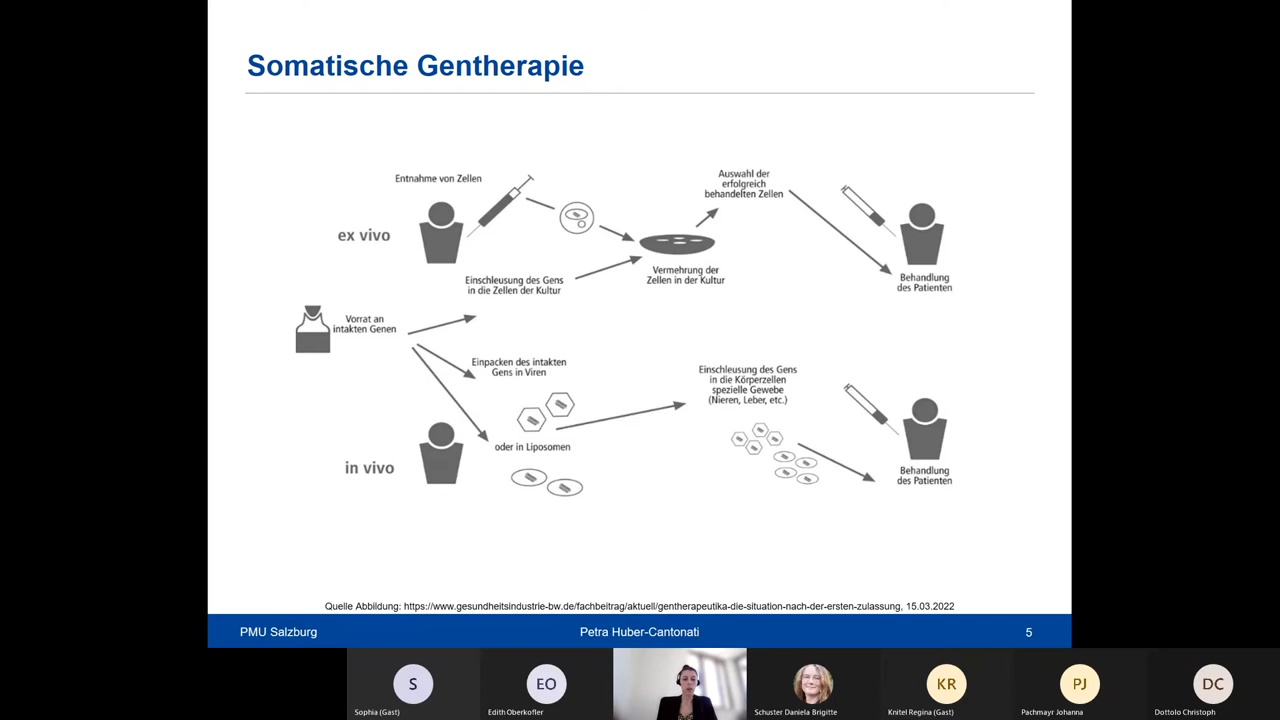 Somatische Gentherapie
Entnahme von Zellen
Auswahl der
erfolgreich
behandelten Zellen
ex vivo
Vermehrung der
Zellen in der Kultur
Einschleusung des Gens
in die Zellen der Kultur
Behandlung
des Patienten
Vorrat an
intakten Genen
Einpacken des intakten
Gens in Viren
Einschleusung des Gens
in die Körperzellen
spezielle Gewebe
(Nieren, Leber, etc.)
oder in Liposomen
in vivo
Behandlung
des Patienten
Quelle Abbildung: https://www.gesundheitsindustrie-bw.de/fachbeitrag/aktuell/gentherapeutika-die-situation-nach-der-ersten-zulassung, 15.03.2022
PMU Salzburg
Petra Huber-Cantonati
5
S
EO
KR
PJ
DC
Sophia (Gast)
Edith Oberkofler
Schuster Daniela Brigitte
Knitel Regina (Gast)
Pachmayr Johanna
Dottolo Christoph